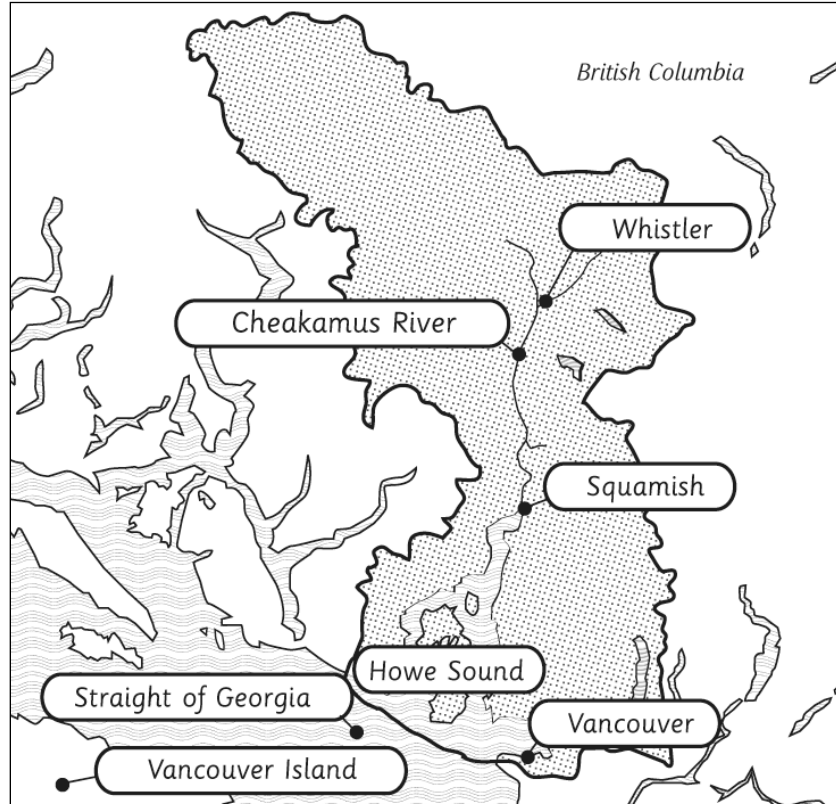 British Columbia
Whistler
Cheakamus River
Squamish
Howe Sound
Straight of Georgia
Vancouver
Vancouver Island